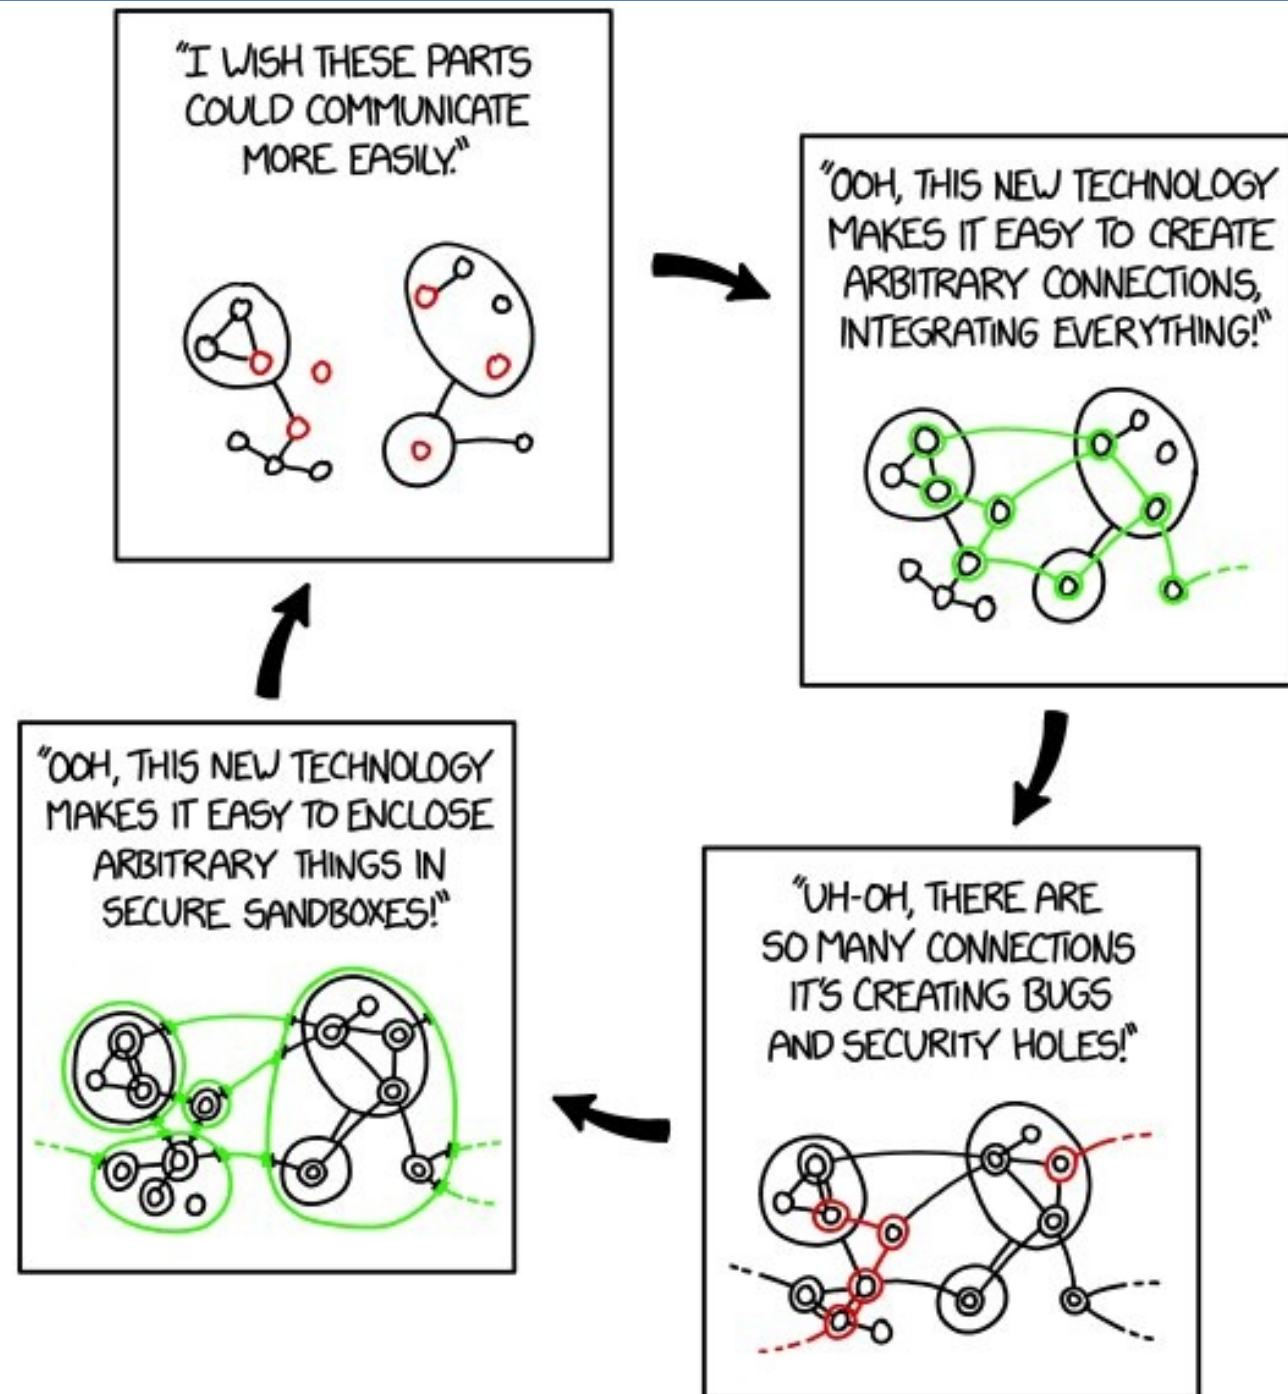 "I WISH THESE PARTS
COULD COMMUNICATE
MORE EASILY."
"OOH, THIS NEW TECHNOLOGY
MAKES IT EASY TO CREATE
ARBITRARY CONNECTIONS,
INTEGRATING EVERYTHING!"
"UH-OH, THERE ARE
SO MANY CONNECTIONS
IT'S CREATING BUGS
AND SECURITY HOLES!"
"OOH, THIS NEW TECHNOLOGY
MAKES IT EASY TO ENCLOSE
ARBITRARY THINGS IN
SECURE SANDBOXES!"